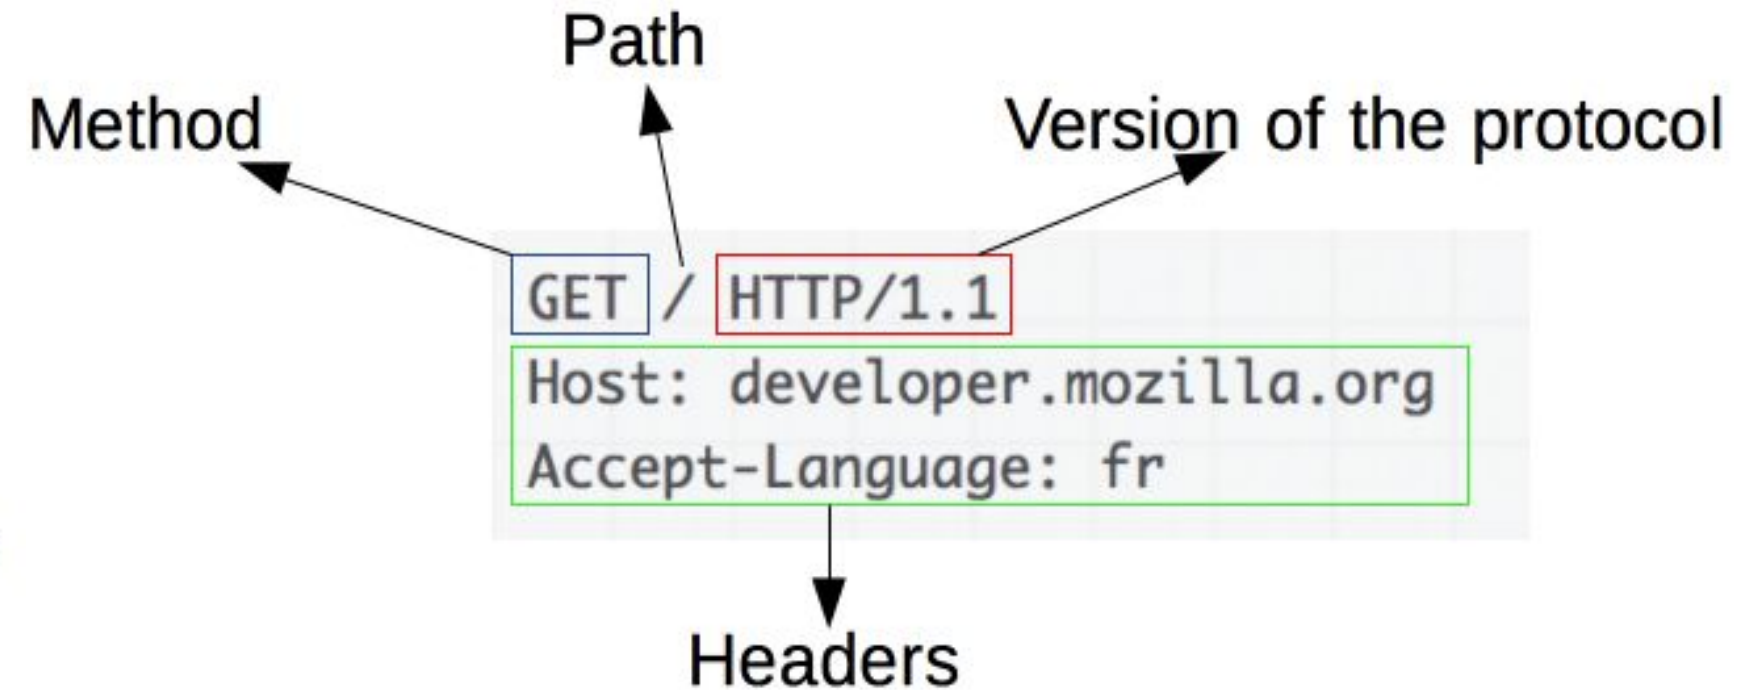 Path
Method
Version of the protocol
GET / HTTP/1.1
Host: developer.mozilla.org
Accept-Language: fr
Headers